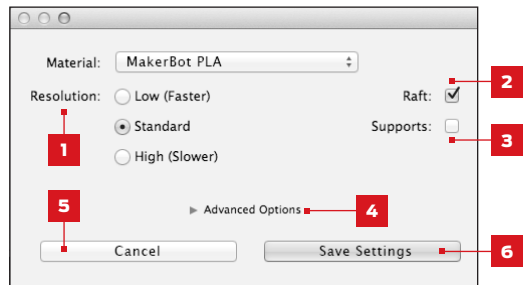 Material: MakerBot PLA
2
Resolution: Low (Faster) Raft:
1
Standard Supports:
3
High (Slower)
5
Advanced Options 4
Cancel Save Settings 6